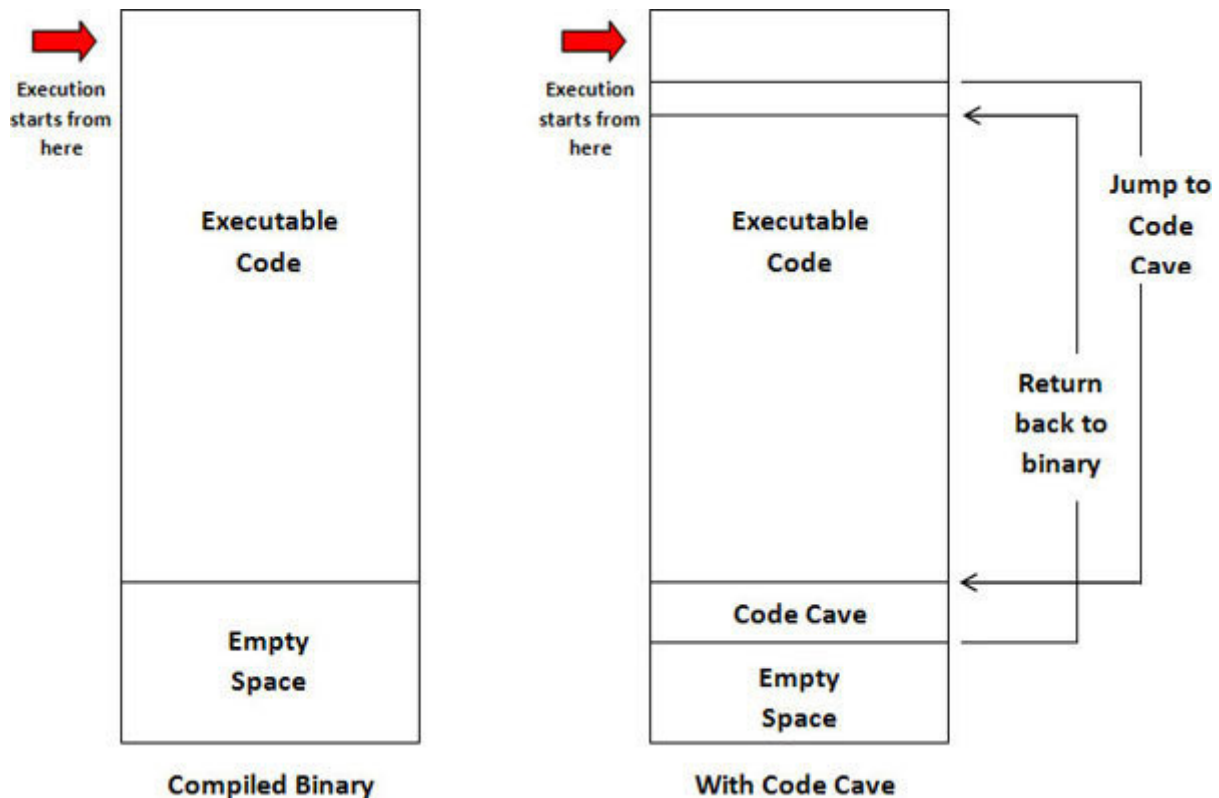 Execution
starts from
here
Executable
Code
Empty
Space
Compiled Binary
Execution
starts from
here
Executable
Code
Code Cave
Empty
Space
With Code Cave
Return
back to
binary
Jump to
Code
Cave